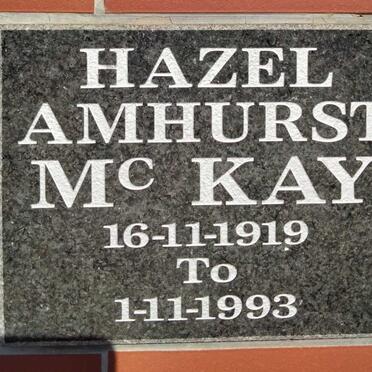 HAZEL
AMHURST
Mc KAY
16-11-1919
To
1-11-1993